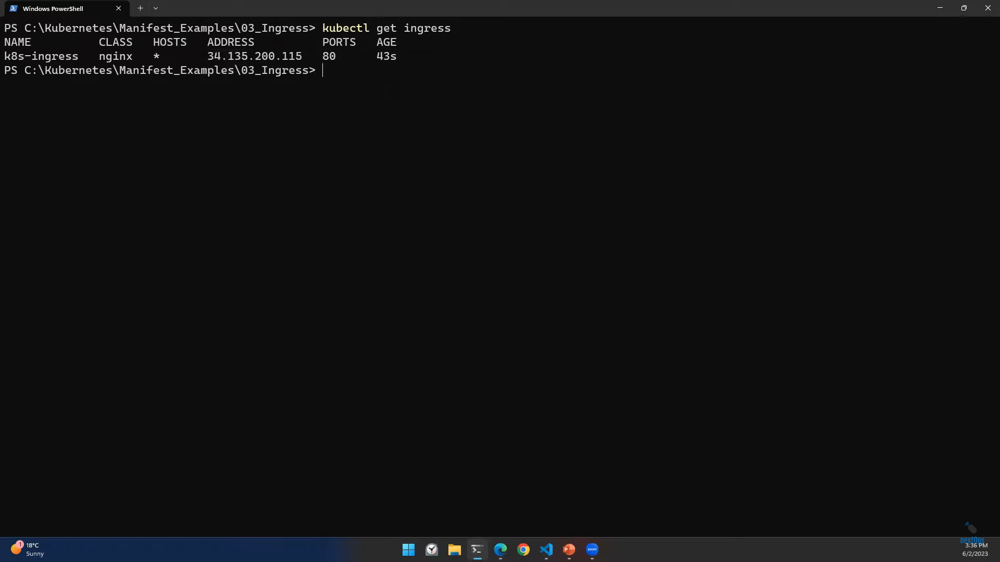 Windows PowerShell
PS C:\Kubernetes\Manifest_Examples\03_Ingress> kubectl get ingress
NAME CLASS HOSTS ADDRESS PORTS AGE
k8s-ingress nginx * 34.135.200.115 80 43s
PS C:\Kubernetes\Manifest_Examples\03_Ingress>
1
18°C
Sunny
P
zoom
nextOps
3:36 PM
6/2/2023